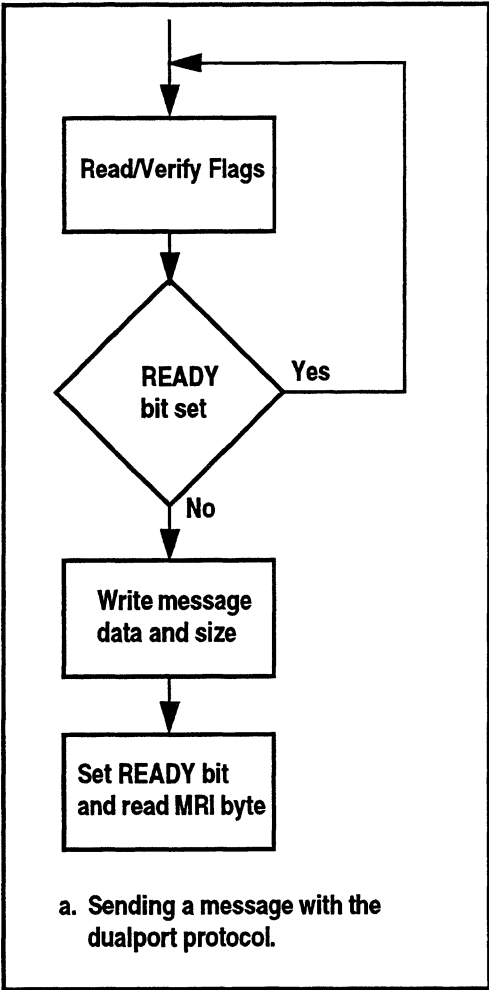 Read/Verify Flags
READY
bit set
Yes
No
Write message
data and size
Set READY bit
and read MRI byte
a. Sending a message with the
dualport protocol.